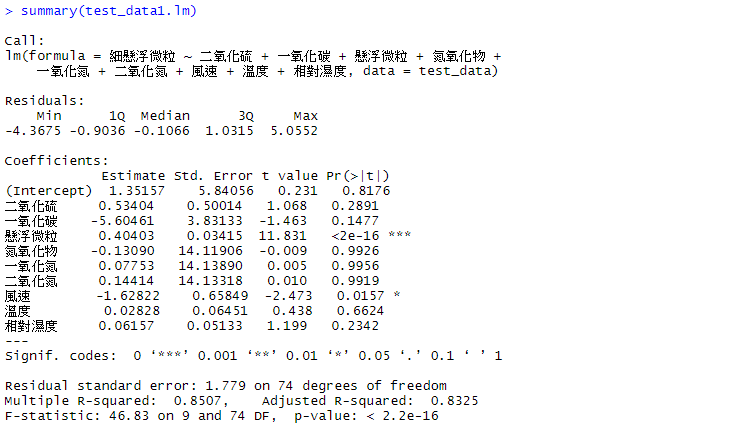 > summary(test_data1.lm)
Call:
lm(formula = 細懸浮微粒 ~ 二氧化硫 + 一氧化碳 + 懸浮微粒 + 氮氧化物 +
一氧化氮 + 二氧化氮 + 風速 + 溫度 + 相對濕度, data = test_data)
Residuals:
Min 1Q Median 3Q Max
-4.3675 -0.9036 -0.1066 1.0315 5.0552
Coefficients:
Estimate Std. Error t value Pr(>|t|)
(Intercept) 1.35157 5.84056 0.231 0.8176
二氧化硫 0.53404 0.50014 1.068 0.2891
一氧化碳 -5.60461 3.83133 -1.463 0.1477
懸浮微粒 0.40403 0.03415 11.831 <2e-16 ***
氮氧化物 -0.13090 14.11906 -0.009 0.9926
一氧化氮 0.07753 14.13890 0.005 0.9956
二氧化氮 0.14414 14.13318 0.010 0.9919
風速 -1.62822 0.65849 -2.473 0.0157 *
溫度 0.02828 0.06451 0.438 0.6624
相對濕度 0.06157 0.05133 1.199 0.2342
---
Signif. codes: 0 ‘***’ 0.001 ‘**’ 0.01 ‘*’ 0.05 ‘.’ 0.1 ‘ ’ 1
Residual standard error: 1.779 on 74 degrees of freedom
Multiple R-squared: 0.8507, Adjusted R-squared: 0.8325
F-statistic: 46.83 on 9 and 74 DF, p-value: < 2.2e-16